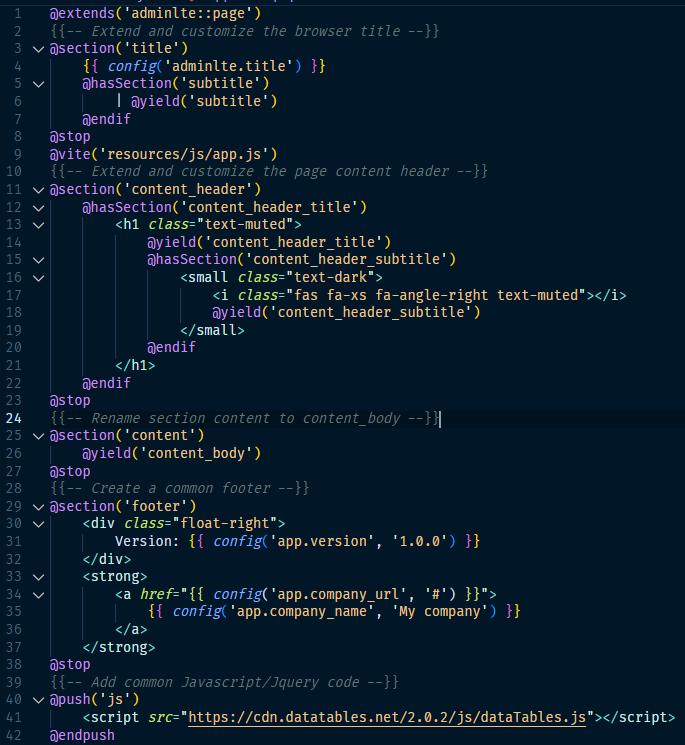 1 @extends('adminlte::page')
2 {{-- Extend and customize the browser title --}}
3 @section('title')
4     {{ config('adminlte.title') }}
5     @hasSection('subtitle')
6         | @yield('subtitle')
7     @endif
8 @stop
9 @vite('resources/js/app.js')
10 {{-- Extend and customize the page content header --}}
11 @section('content_header')
12     @hasSection('content_header_title')
13         <h1 class="text-muted">
14             @yield('content_header_title')
15             @hasSection('content_header_subtitle')
16                 <small class="text-dark">
17                     <i class="fas fa-xs fa-angle-right text-muted"></i>
18                     @yield('content_header_subtitle')
19                 </small>
20             @endif
21         </h1>
22     @endif
23 @stop
24 {{-- Rename section content to content_body --}}
25 @section('content')
26     @yield('content_body')
27 @stop
28 {{-- Create a common footer --}}
29 @section('footer')
30     <div class="float-right">
31         Version: {{ config('app.version', '1.0.0') }}
32     </div>
33     <strong>
34         <a href="{{ config('app.company_url', '#') }}">
35             {{ config('app.company_name', 'My company') }}
36         </a>
37     </strong>
38 @stop
39 {{-- Add common Javascript/Jquery code --}}
40 @push('js')
41     <script src="https://cdn.datatables.net/2.0.2/js/dataTables.js"></script>
42 @endpush